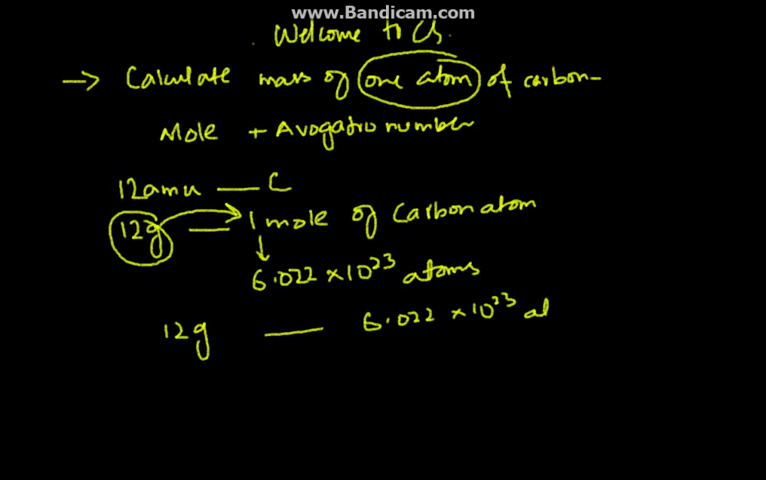 www.Bandicam.com
Welcome to Ch.
→ Calculate mass of one atom of carbon-
Mole + Avogadro number
12amu — C
12g — 1 mole of Carbon atom
↓
6.022 × 10²³ atoms
12g — 6.022 × 10²³ at